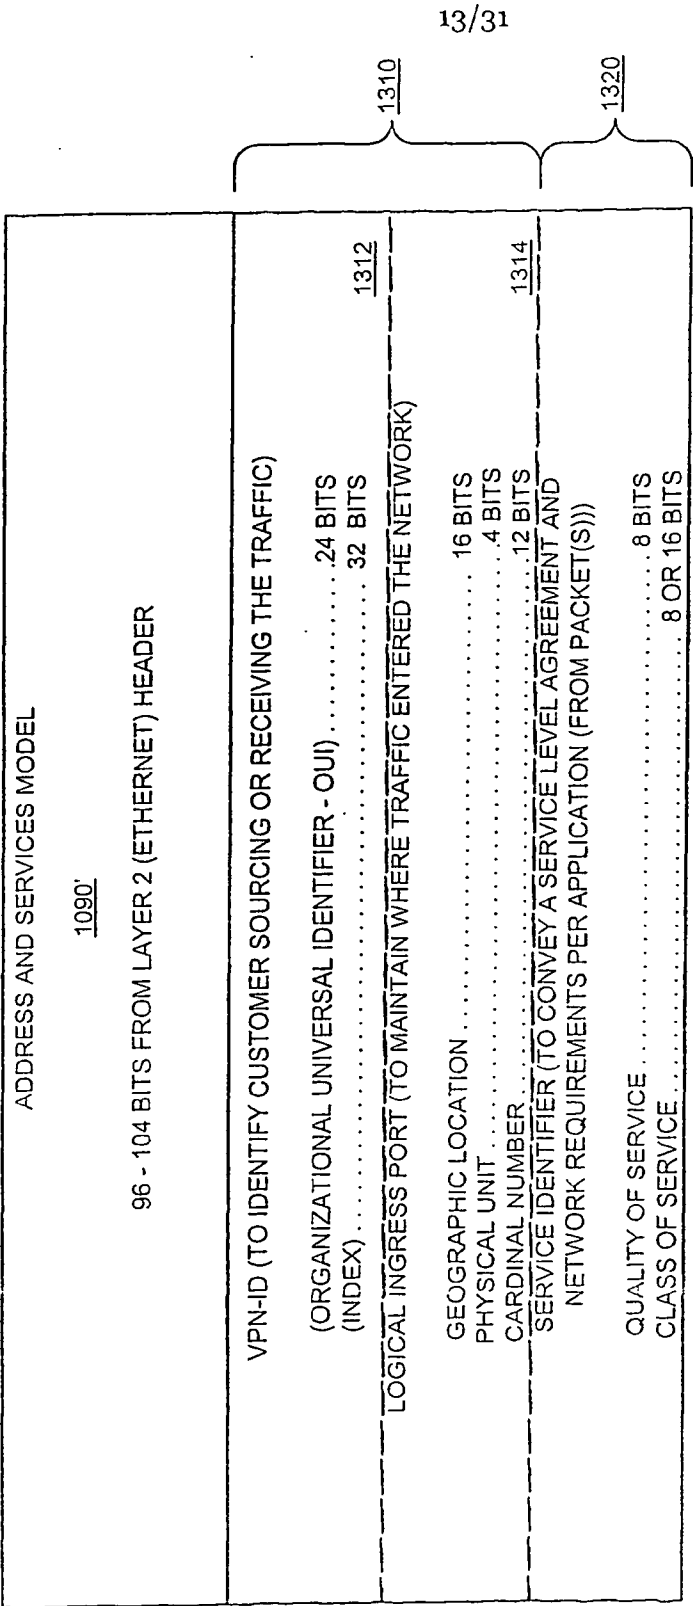 13/31
ADDRESS AND SERVICES MODEL
1090'
96 - 104 BITS FROM LAYER 2 (ETHERNET) HEADER
VPN-ID (TO IDENTIFY CUSTOMER SOURCING OR RECEIVING THE TRAFFIC)
(ORGANIZATIONAL UNIVERSAL IDENTIFIER - OUI) ..............24 BITS
(INDEX) .......................................... 32 BITS
1312
LOGICAL INGRESS PORT (TO MAINTAIN WHERE TRAFFIC ENTERED THE NETWORK)
GEOGRAPHIC LOCATION .................. 16 BITS
PHYSICAL UNIT ..........................4 BITS
CARDINAL NUMBER ......................12 BITS
1314
1310
SERVICE IDENTIFIER (TO CONVEY A SERVICE LEVEL AGREEMENT AND
NETWORK REQUIREMENTS PER APPLICATION (FROM PACKET(S)))
QUALITY OF SERVICE ............................ 8 BITS
CLASS OF SERVICE .......................... 8 OR 16 BITS
1320